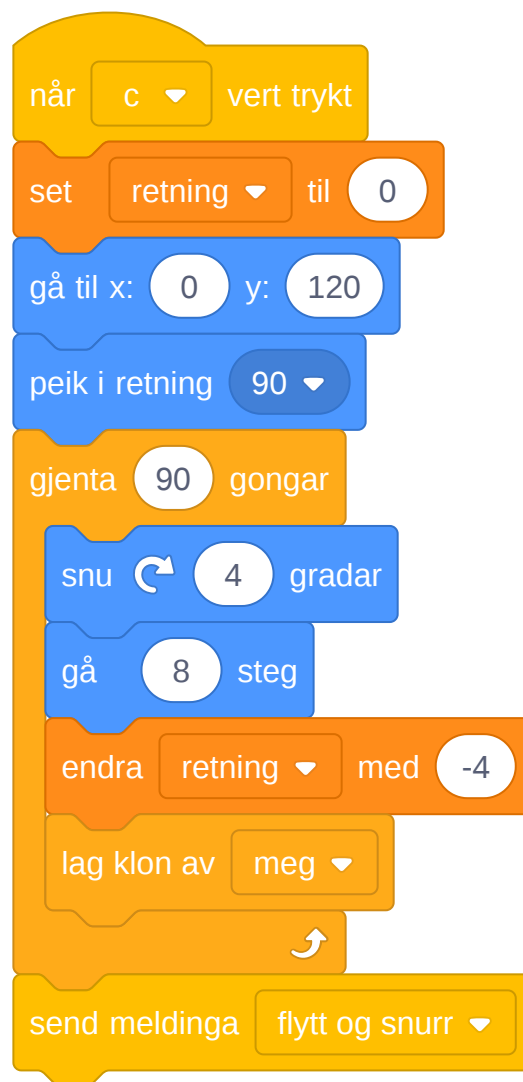 når c vert trykt
set retning til 0
gå til x: 0 y: 120
peik i retning 90
gjenta 90 gongar
snu 4 gradar
gå 8 steg
endra retning med -4
lag klon av meg
send meldinga flytt og snurr